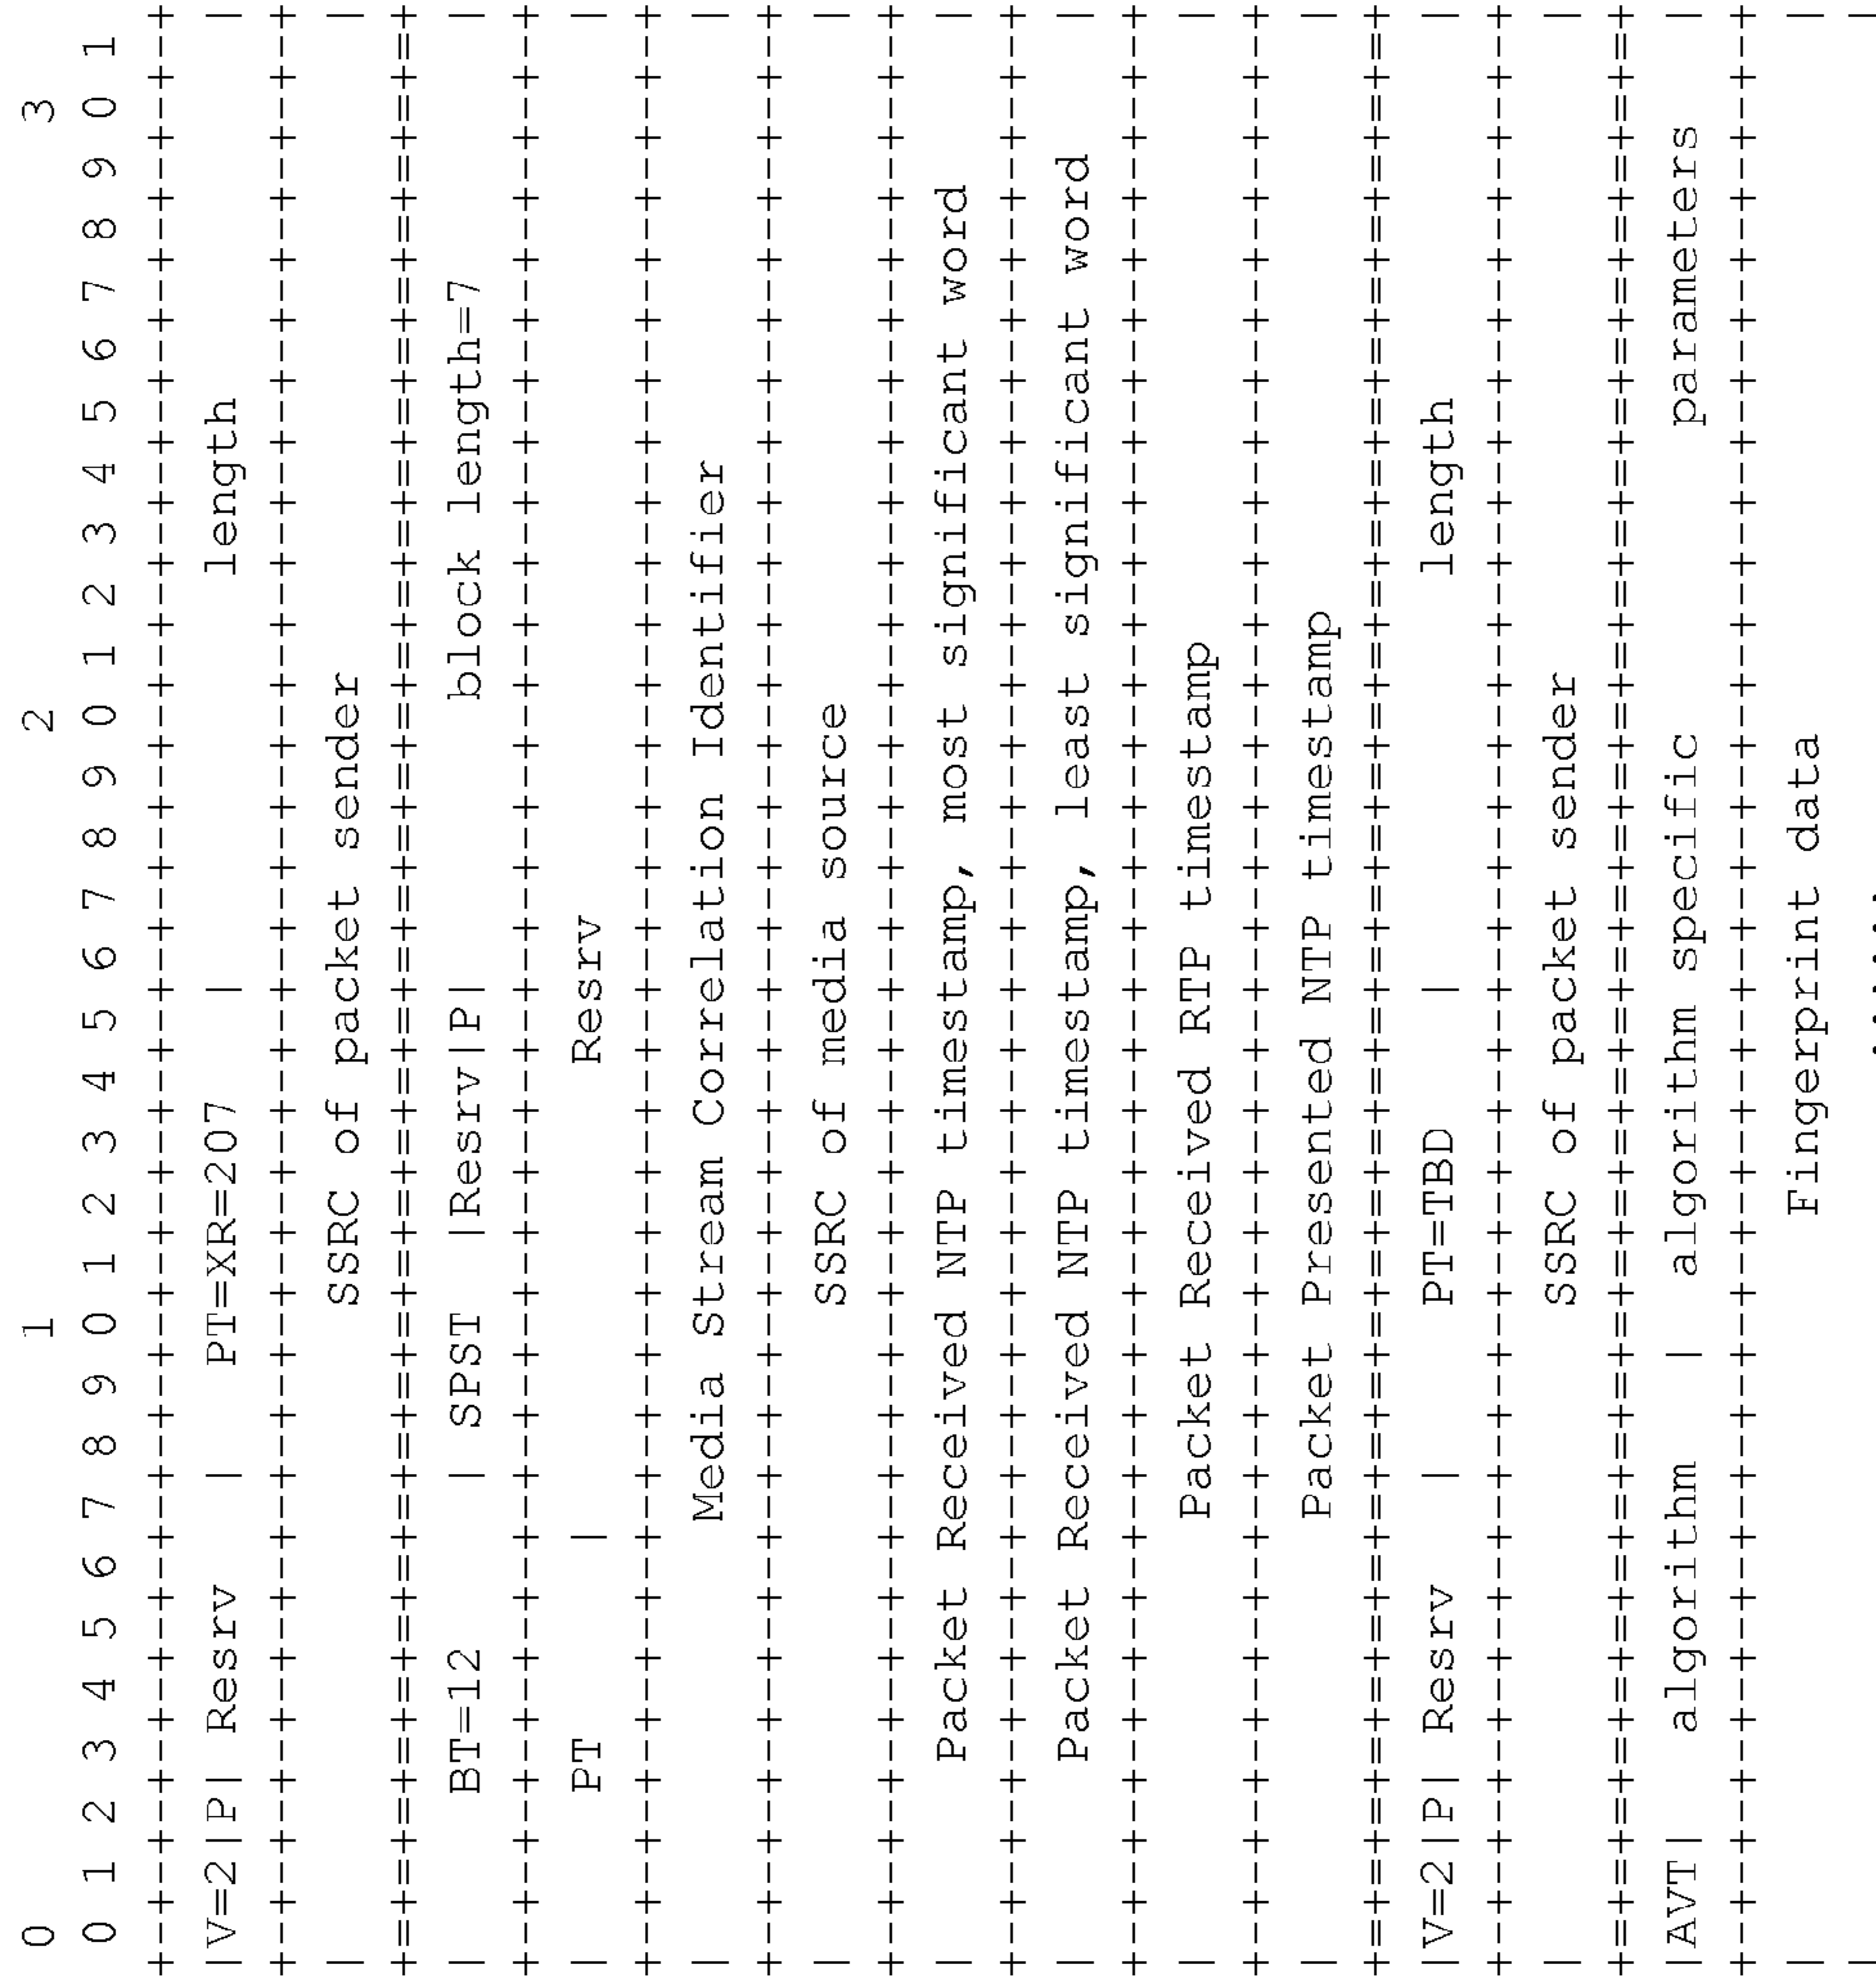 0                   1                   2                   3
 0 1 2 3 4 5 6 7 8 9 0 1 2 3 4 5 6 7 8 9 0 1 2 3 4 5 6 7 8 9 0 1
+-+-+-+-+-+-+-+-+-+-+-+-+-+-+-+-+-+-+-+-+-+-+-+-+-+-+-+-+-+-+-+-+
|V=2|P| Resrv   |   PT=XR=207   |             length            |
+-+-+-+-+-+-+-+-+-+-+-+-+-+-+-+-+-+-+-+-+-+-+-+-+-+-+-+-+-+-+-+-+
|                     SSRC of packet sender                     |
+=+=+=+=+=+=+=+=+=+=+=+=+=+=+=+=+=+=+=+=+=+=+=+=+=+=+=+=+=+=+=+=+
|     BT=12     | SPST  |Resrv|P|         block length=7        |
+-+-+-+-+-+-+-+-+-+-+-+-+-+-+-+-+-+-+-+-+-+-+-+-+-+-+-+-+-+-+-+-+
|     PT      |               Resrv                             |
+-+-+-+-+-+-+-+-+-+-+-+-+-+-+-+-+-+-+-+-+-+-+-+-+-+-+-+-+-+-+-+-+
|              Media Stream Correlation Identifier              |
+-+-+-+-+-+-+-+-+-+-+-+-+-+-+-+-+-+-+-+-+-+-+-+-+-+-+-+-+-+-+-+-+
|                     SSRC of media source                      |
+-+-+-+-+-+-+-+-+-+-+-+-+-+-+-+-+-+-+-+-+-+-+-+-+-+-+-+-+-+-+-+-+
|      Packet Received NTP timestamp, most significant word     |
+-+-+-+-+-+-+-+-+-+-+-+-+-+-+-+-+-+-+-+-+-+-+-+-+-+-+-+-+-+-+-+-+
|      Packet Received NTP timestamp, least significant word    |
+-+-+-+-+-+-+-+-+-+-+-+-+-+-+-+-+-+-+-+-+-+-+-+-+-+-+-+-+-+-+-+-+
|              Packet Received RTP timestamp                    |
+-+-+-+-+-+-+-+-+-+-+-+-+-+-+-+-+-+-+-+-+-+-+-+-+-+-+-+-+-+-+-+-+
|              Packet Presented NTP timestamp                   |
+=+=+=+=+=+=+=+=+=+=+=+=+=+=+=+=+=+=+=+=+=+=+=+=+=+=+=+=+=+=+=+=+
|V=2|P| Resrv   |     PT=TBD    |             length            |
+-+-+-+-+-+-+-+-+-+-+-+-+-+-+-+-+-+-+-+-+-+-+-+-+-+-+-+-+-+-+-+-+
|                     SSRC of packet sender                     |
+=+=+=+=+=+=+=+=+=+=+=+=+=+=+=+=+=+=+=+=+=+=+=+=+=+=+=+=+=+=+=+=+
|AVT|   algorithm   |  algorithm specific          parameters   |
+-+-+-+-+-+-+-+-+-+-+-+-+-+-+-+-+-+-+-+-+-+-+-+-+-+-+-+-+-+-+-+-+
|                        Fingerprint data                       |